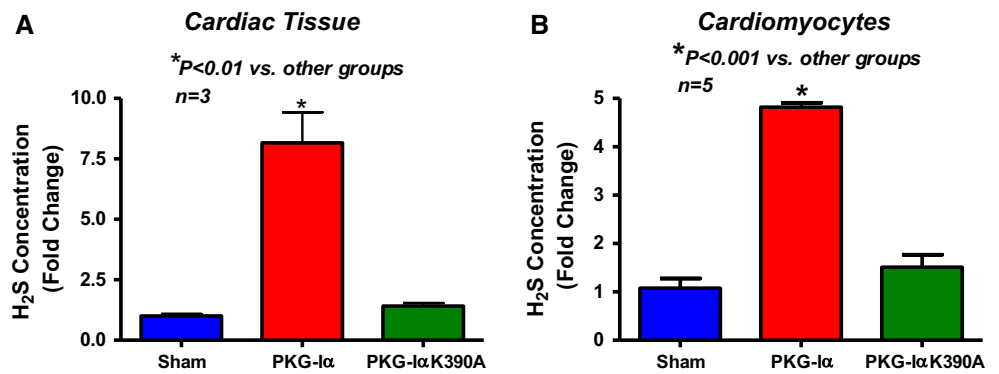 A
Cardiac Tissue
*P<0.01 vs. other groups
n=3
H₂S Concentration
(Fold Change)
10.0
7.5
5.0
2.5
0.0
*
Sham
PKG-Iα
PKG-IαK390A
B
Cardiomyocytes
*P<0.001 vs. other groups
n=5
H₂S Concentration
(Fold Change)
5
4
3
2
1
0
*
Sham
PKG-Iα
PKG-IαK390A